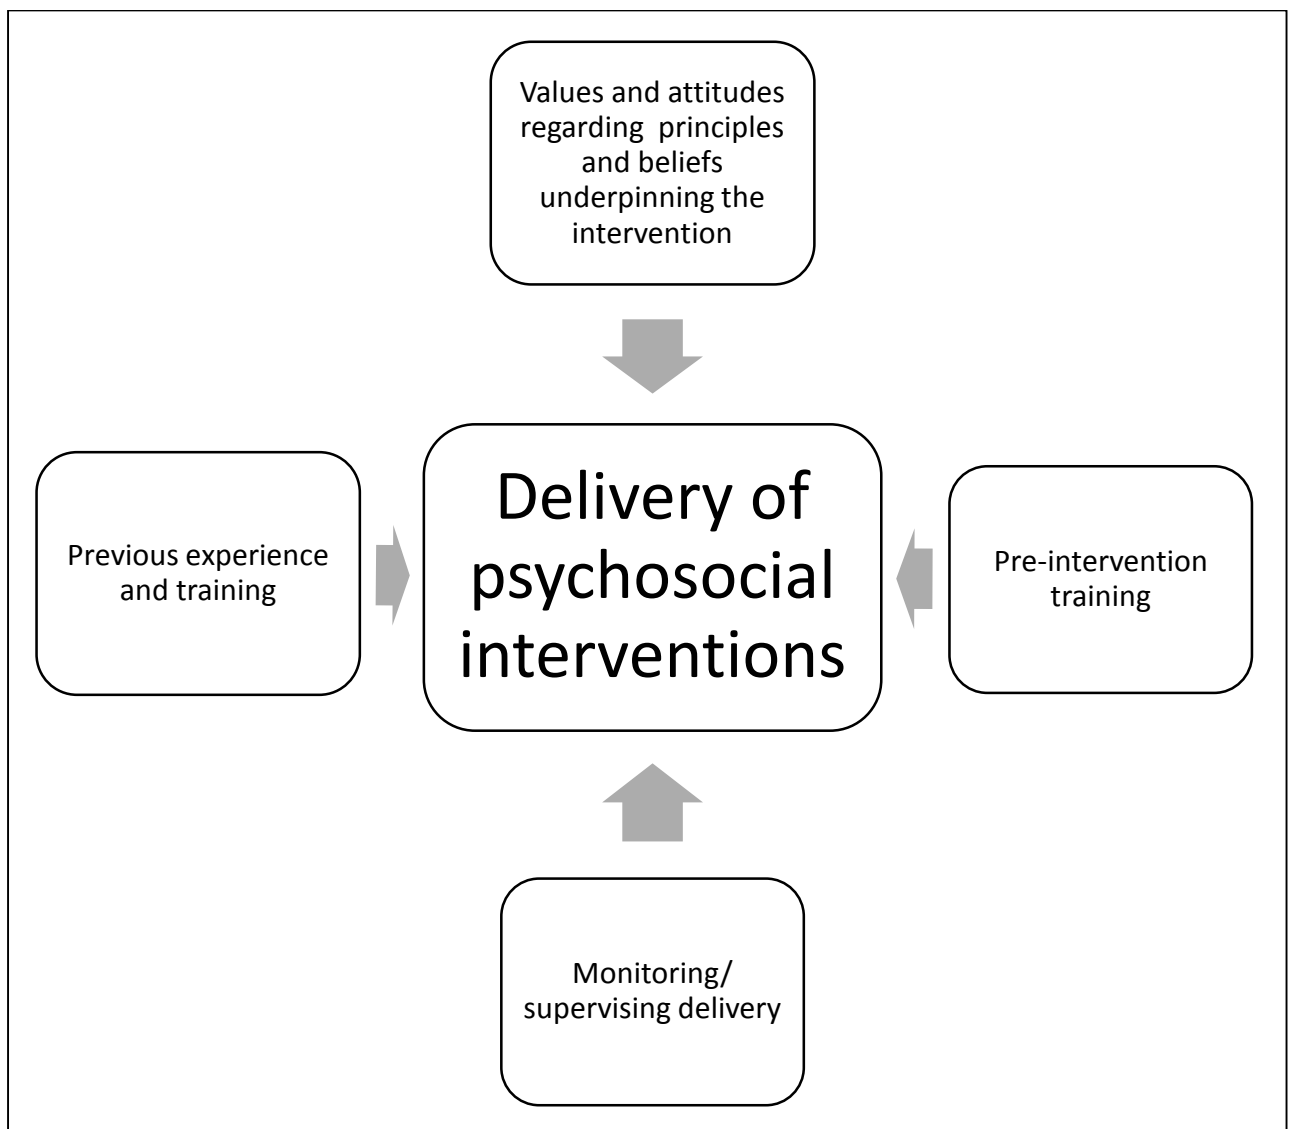 Values and attitudes
regarding  principles
and beliefs
underpinning the
intervention
Previous experience
and training
Delivery of
psychosocial
interventions
Pre-intervention
training
Monitoring/
supervising delivery